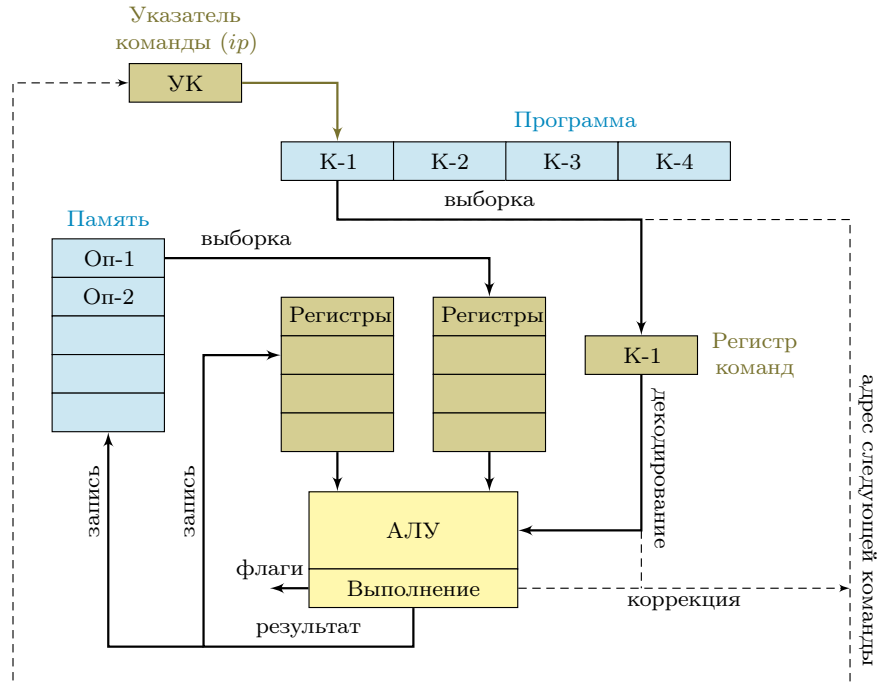 Указатель
команды (ip)
УК
Программа
К-1 К-2 К-3 К-4
выборка
Память
выборка
Оп-1
Оп-2
Регистры
Регистры
К-1
Регистр
команд
декодирование
адрес следующей команды
запись
запись
АЛУ
флаги
Выполнение
коррекция
результат